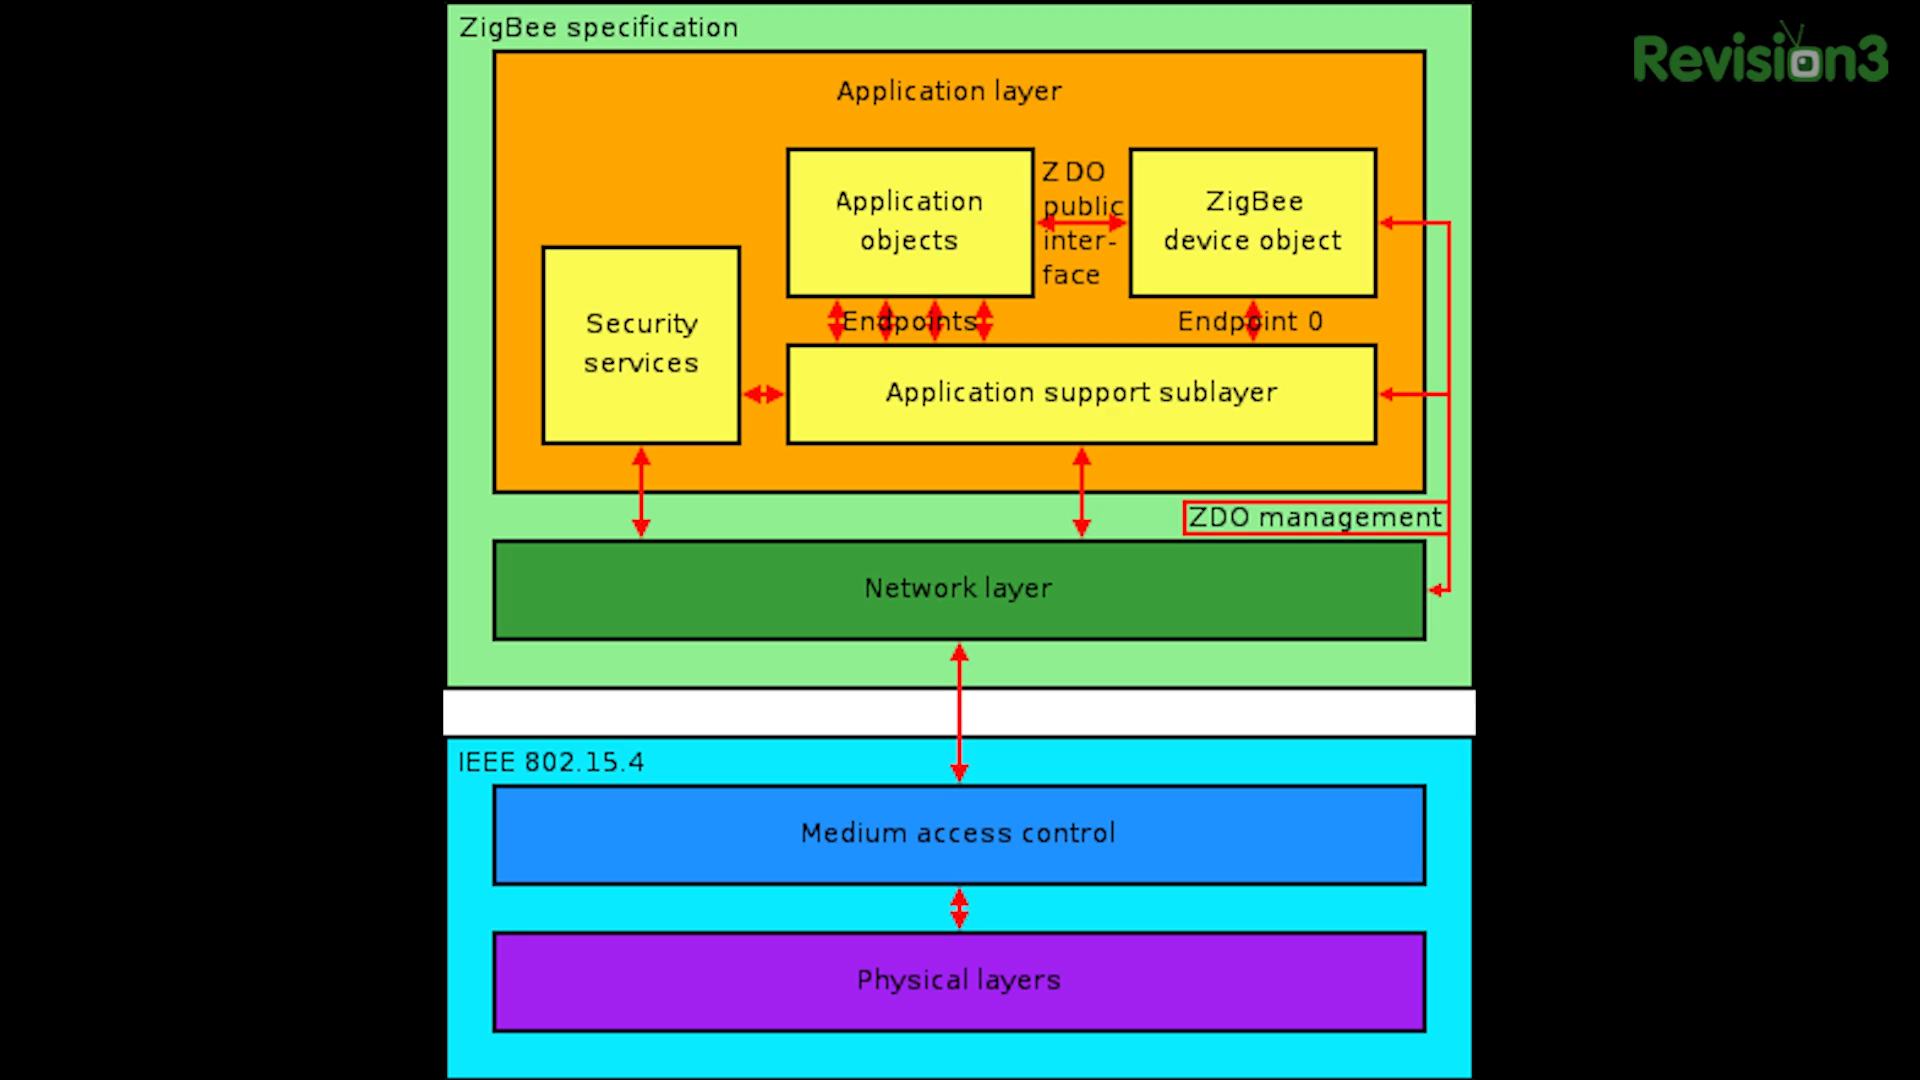 ZigBee specification
Revision3
Application layer
Application
objects
ZDO
public
inter-
face
ZigBee
device object
Security
services
Endpoints
Endpoint 0
Application support sublayer
ZDO management
Network layer
IEEE 802.15.4
Medium access control
Physical layers